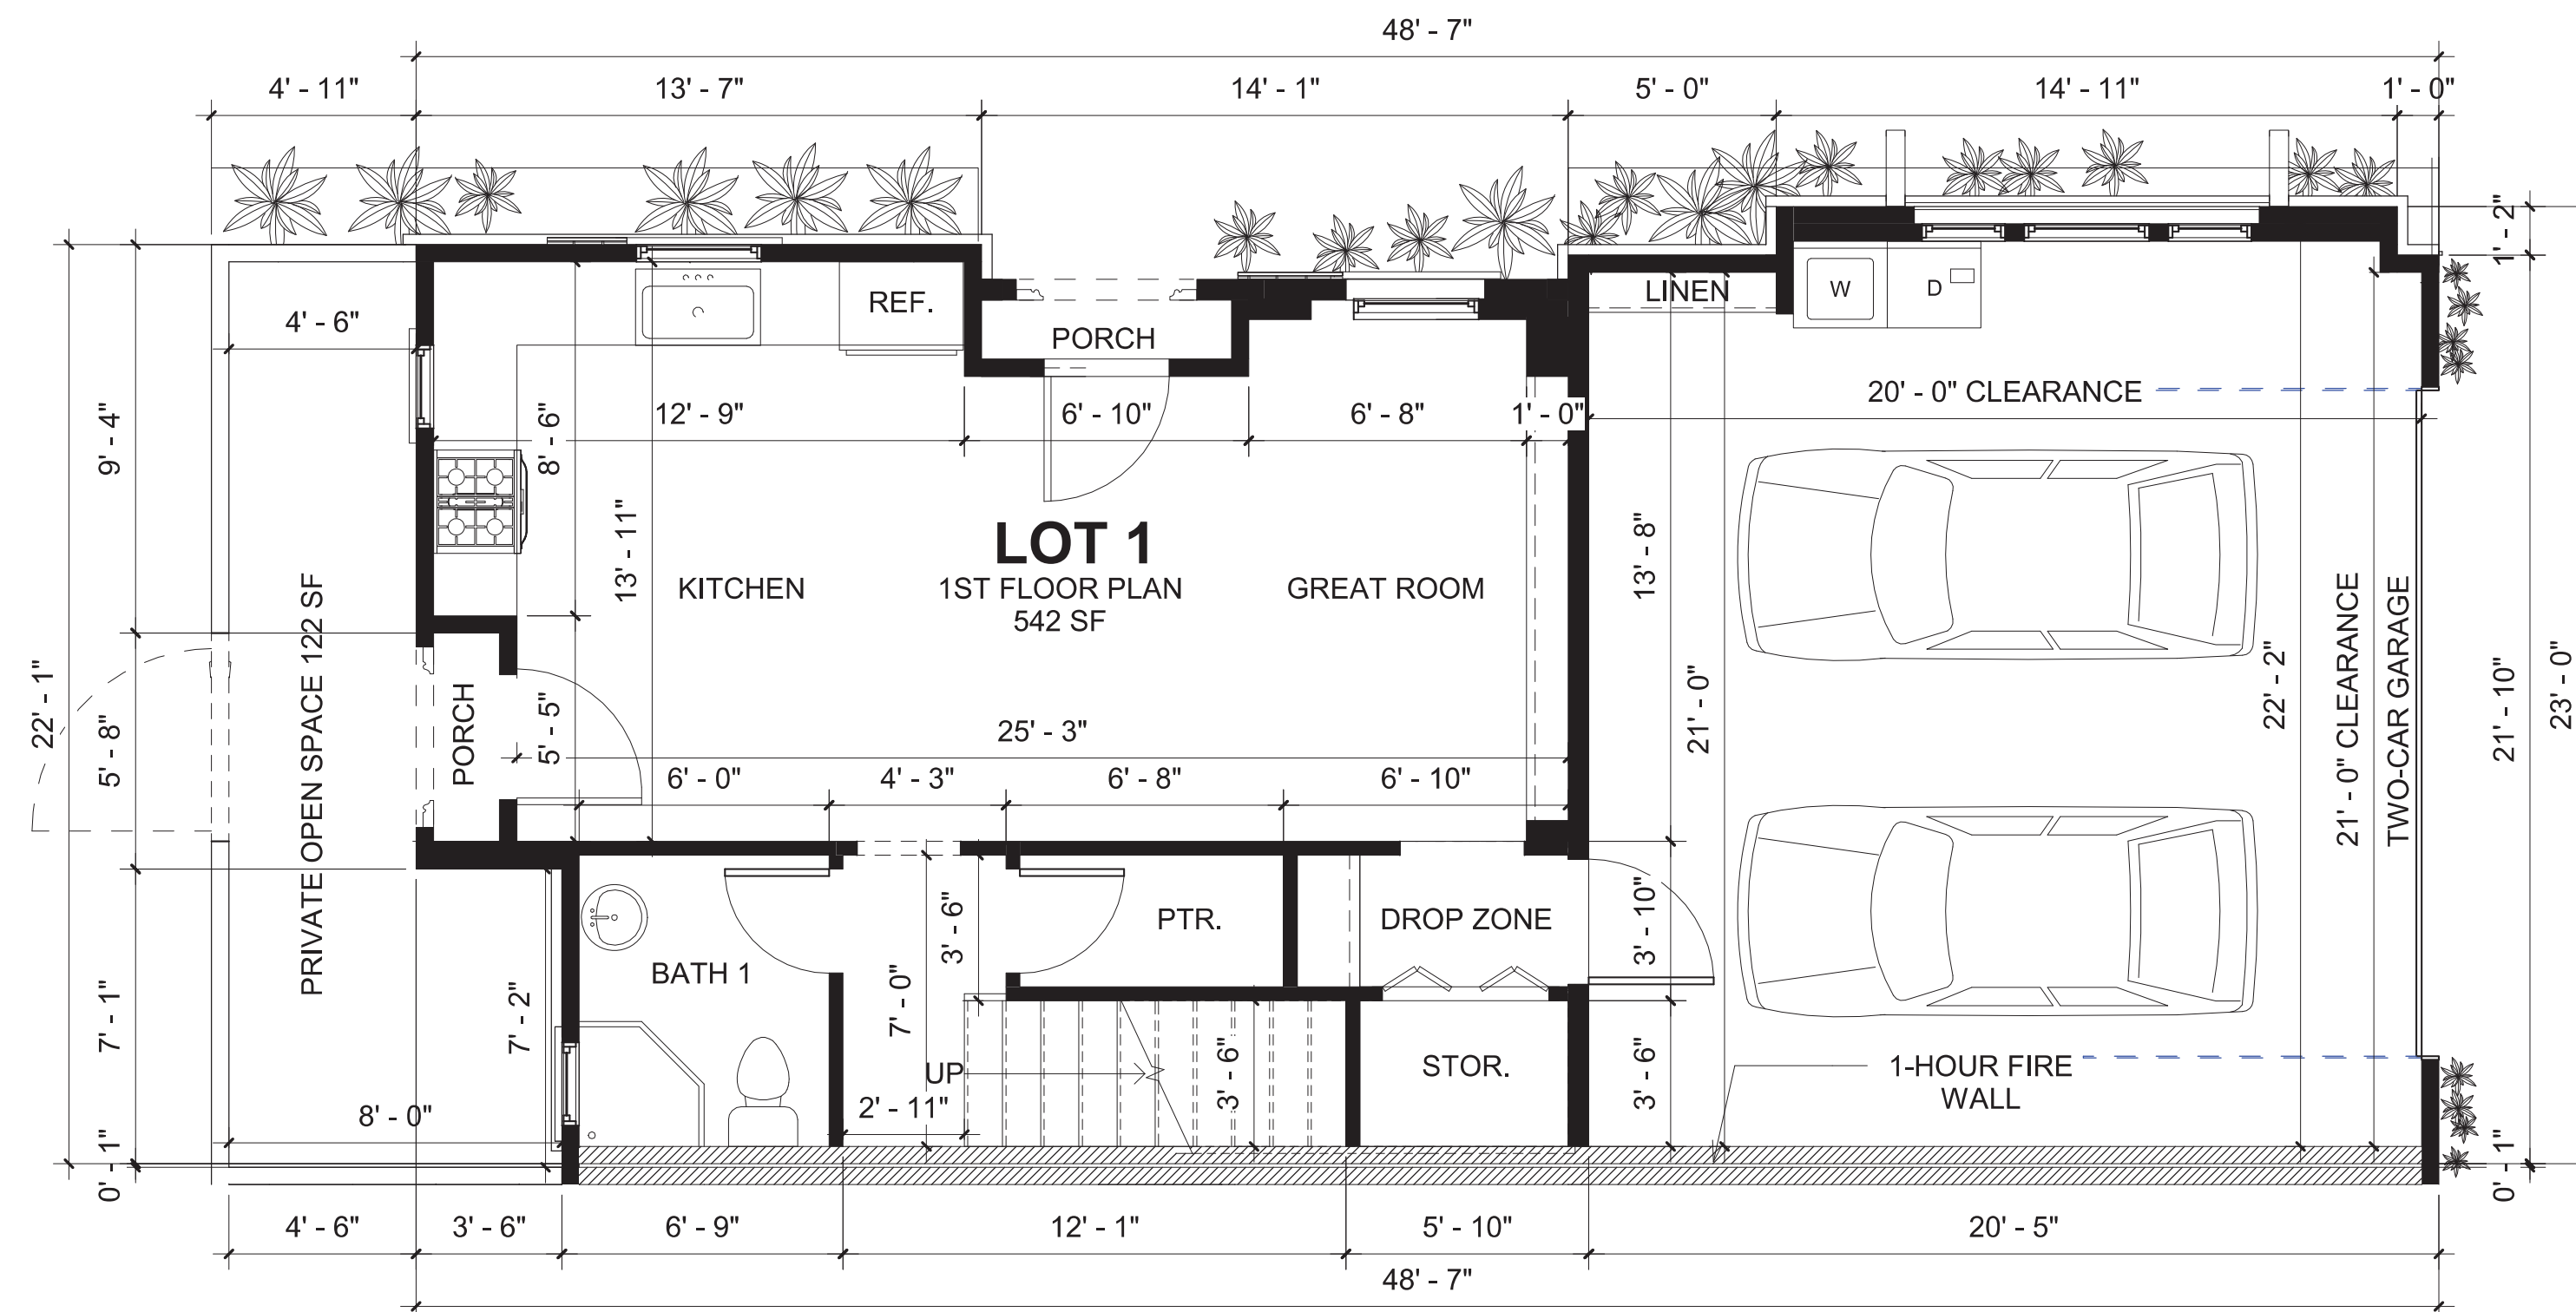 48' - 7"
4' - 11"
13' - 7"
14' - 1"
5' - 0"
14' - 11"
1' - 0"
1' - 2"
REF.
LINEN
W
D
4' - 6"
PORCH
20' - 0" CLEARANCE
12' - 9"
6' - 10"
6' - 8"
1' - 0"
9' - 4"
8' - 6"
13' - 11"
LOT 1
1ST FLOOR PLAN
542 SF
KITCHEN
GREAT ROOM
13' - 8"
21' - 0"
22' - 2"
21' - 0" CLEARANCE
TWO-CAR GARAGE
21' - 10"
23' - 0"
22' - 1"
5' - 8"
PRIVATE OPEN SPACE 122 SF
PORCH
5' - 5"
25' - 3"
6' - 0"
4' - 3"
6' - 8"
6' - 10"
3' - 6"
PTR.
DROP ZONE
3' - 10"
BATH 1
7' - 1"
7' - 2"
7' - 0"
UP
2' - 11"
3' - 6"
STOR.
3' - 6"
1-HOUR FIRE
WALL
8' - 0"
0' - 1"
0' - 1"
4' - 6"
3' - 6"
6' - 9"
12' - 1"
5' - 10"
20' - 5"
48' - 7"